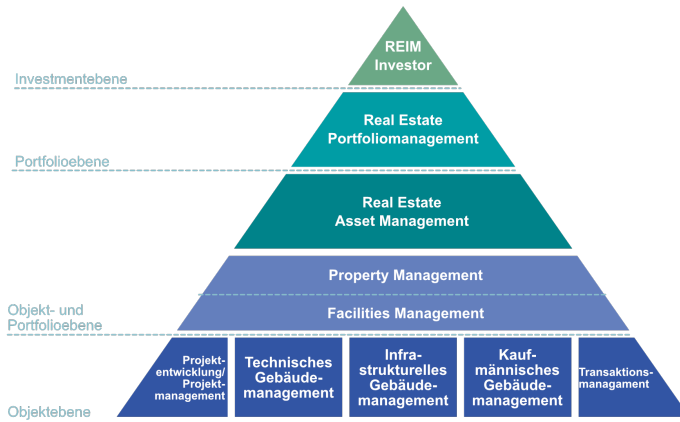 REIM
Investor
Investmentebene
Real Estate
Portfoliomanagement
Portfolioebene
Real Estate
Asset Management
Property Management
Objekt- und
Portfolioebene
Facilities Management
Projekt-
entwicklung/
Projekt-
management
Technisches
Gebäude-
management
Infra-
strukturelles
Gebäude-
management
Kauf-
männisches
Gebäude-
management
Transaktions-
managament
Objektebene